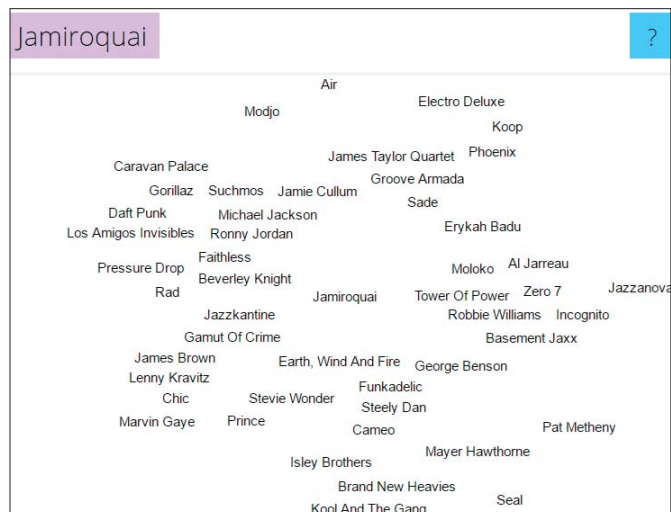 Jamiroquai
?
Air
Electro Deluxe
Modjo
Koop
Phoenix
James Taylor Quartet
Caravan Palace
Groove Armada
Gorillaz
Suchmos
Jamie Cullum
Sade
Daft Punk
Michael Jackson
Erykah Badu
Los Amigos Invisibles
Ronny Jordan
Faithless
Al Jarreau
Pressure Drop
Moloko
Beverley Knight
Jazzanova
Rad
Zero 7
Jamiroquai
Tower Of Power
Jazzkantine
Robbie Williams
Incognito
Gamut Of Crime
Basement Jaxx
James Brown
Earth, Wind And Fire
George Benson
Lenny Kravitz
Funkadelic
Chic
Stevie Wonder
Steely Dan
Marvin Gaye
Prince
Cameo
Pat Metheny
Mayer Hawthorne
Isley Brothers
Brand New Heavies
Seal
Kool And The Gang